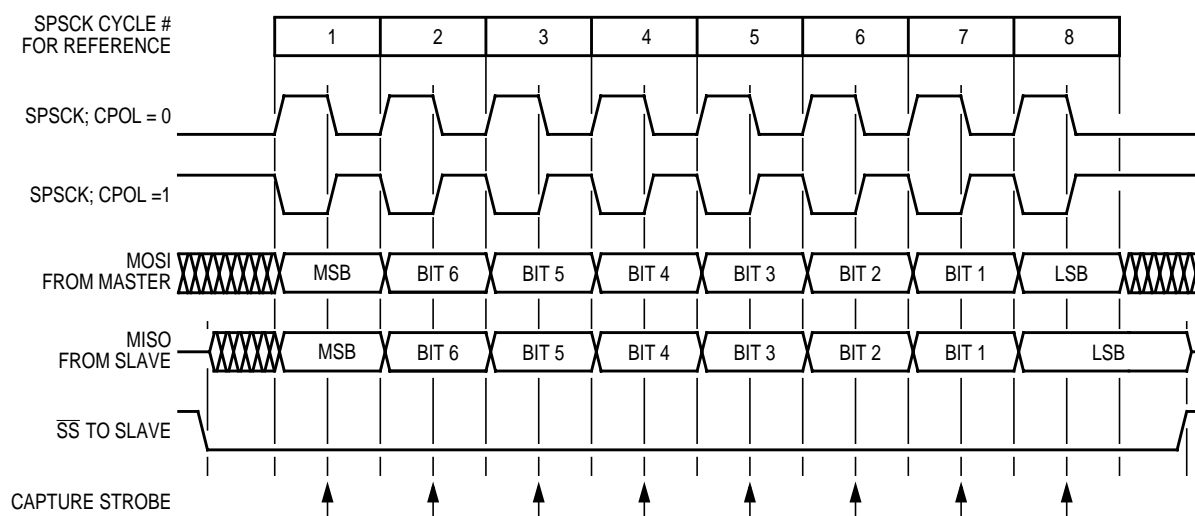 SPSCK CYCLE #
FOR REFERENCE
1 2 3 4 5 6 7 8
SPSCK; CPOL = 0
SPSCK; CPOL =1
MOSI
FROM MASTER
MSB BIT 6 BIT 5 BIT 4 BIT 3 BIT 2 BIT 1 LSB
MISO
FROM SLAVE
MSB BIT 6 BIT 5 BIT 4 BIT 3 BIT 2 BIT 1 LSB
S̅S̅ TO SLAVE
CAPTURE STROBE